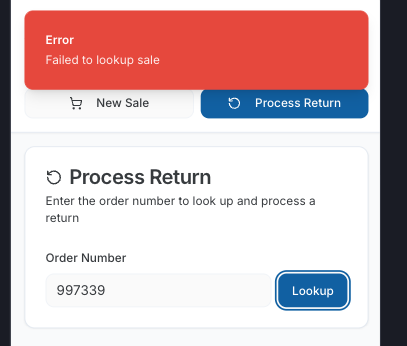 Error
Failed to lookup sale
New Sale
Process Return
Process Return
Enter the order number to look up and process a
return
Order Number
997339
Lookup